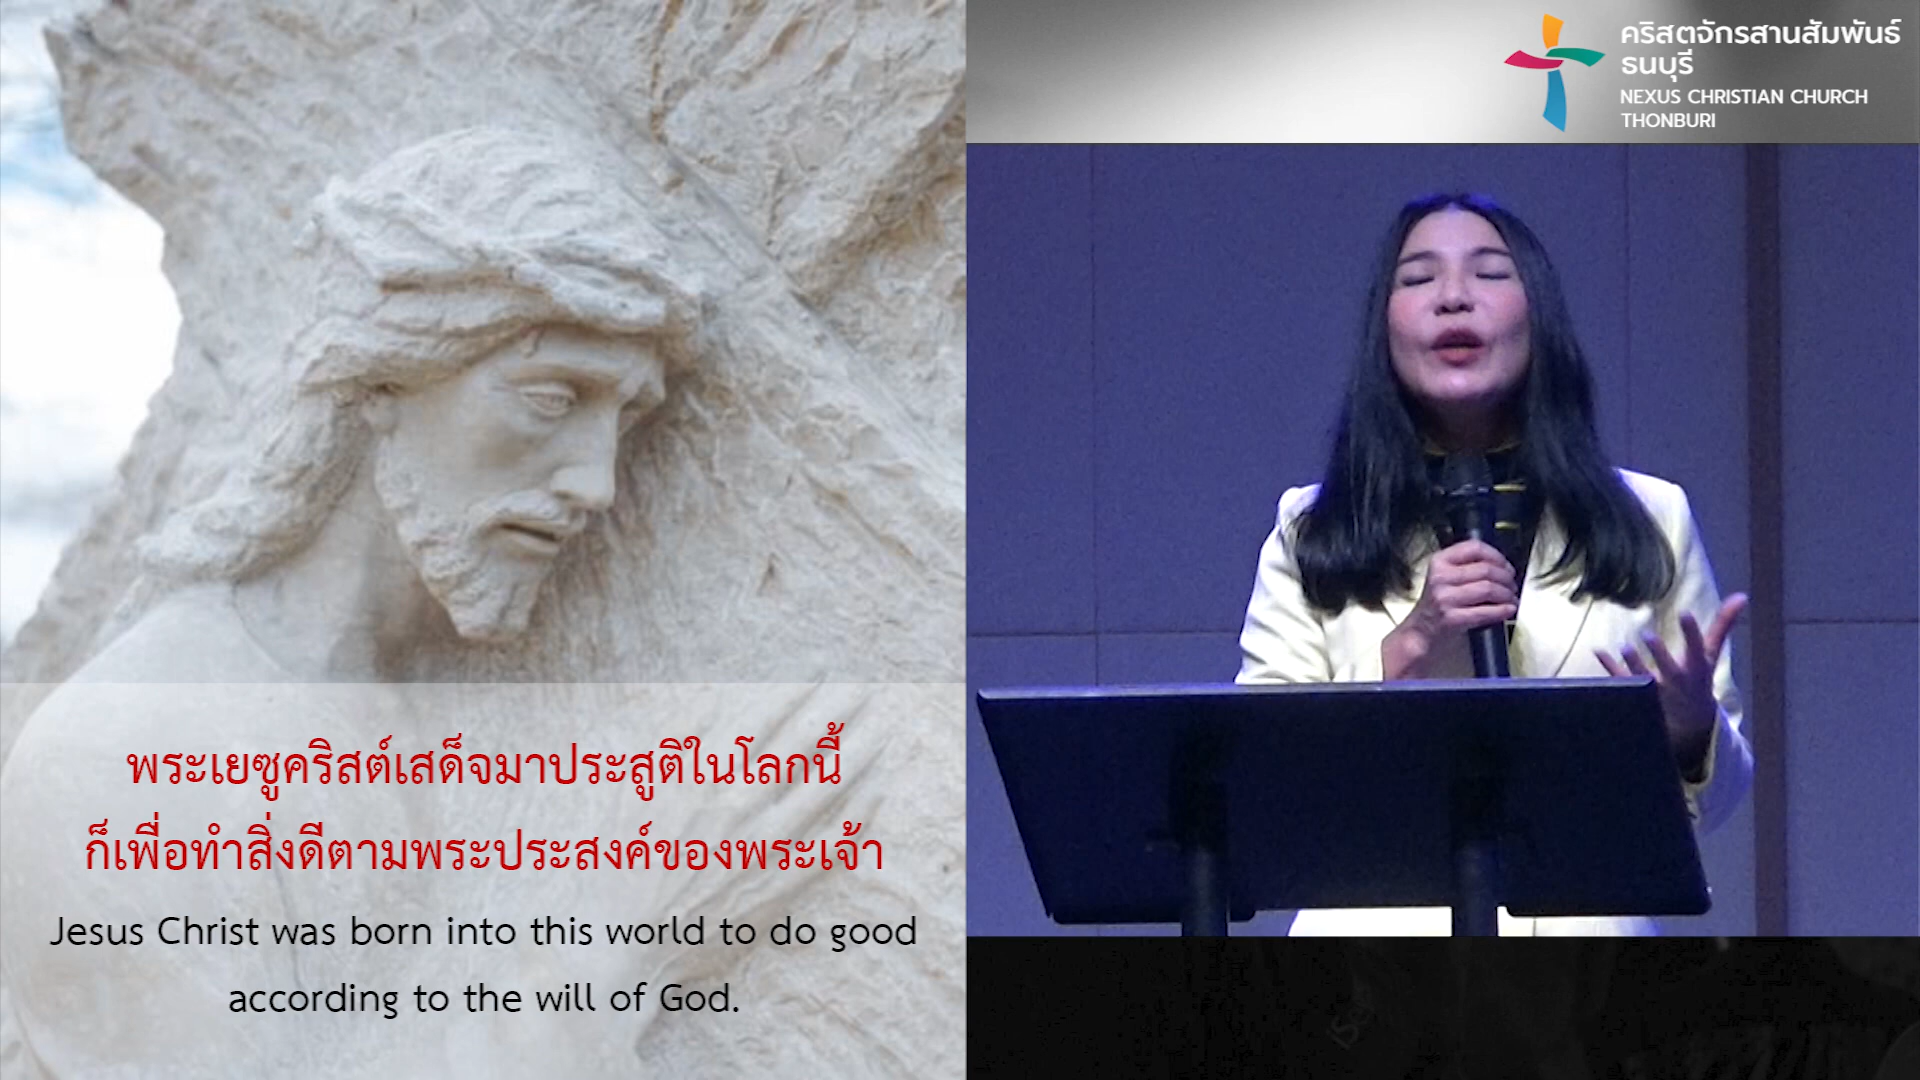 คริสตจักรสานสัมพันธ์
ธนบุรี
NEXUS CHRISTIAN CHURCH
THONBURI
พระเยซูคริสต์เสด็จมาประสูติในโลกนี้
ก็เพื่อทำสิ่งดีตามพระประสงค์ของพระเจ้า
Jesus Christ was born into this world to do good
according to the will of God.